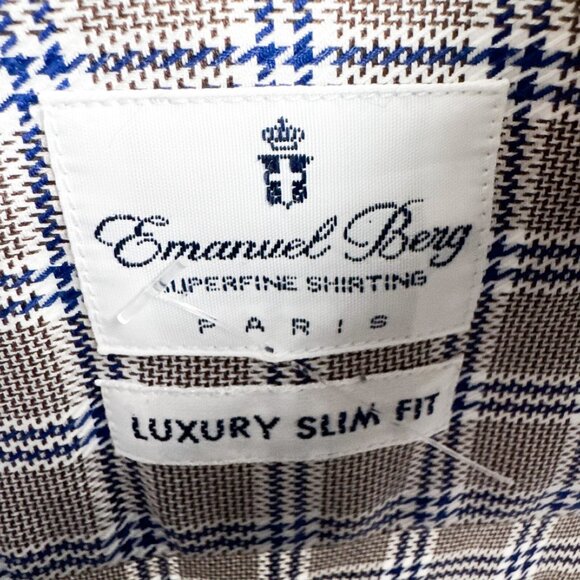 Emanuel Berg
SUPERFINE SHIRTING
PARIS
LUXURY SLIM FIT